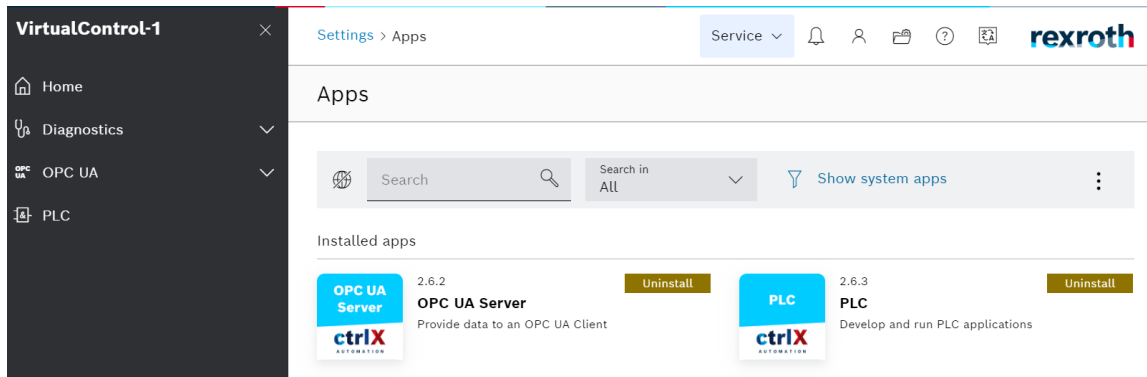 VirtualControl-1
Home
Diagnostics
OPC UA
OPC UA
PLC
Settings > Apps
Service
rexroth
Apps
Search
Search in
All
Show system apps
Installed apps
OPC UA
Server
ctrlX
AUTOMATION
2.6.2
OPC UA Server
Provide data to an OPC UA Client
Uninstall
PLC
ctrlX
AUTOMATION
2.6.3
PLC
Develop and run PLC applications
Uninstall